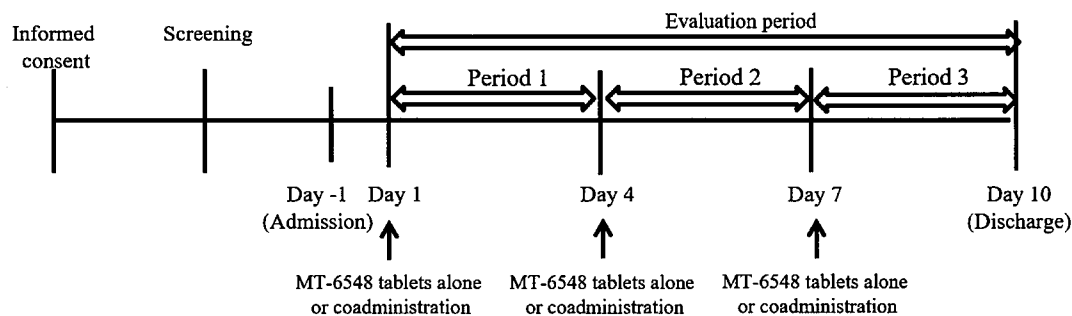 Evaluation period
Informed
consent
Screening
Period 1
Period 2
Period 3
Day -1
(Admission)
Day 1
Day 4
Day 7
Day 10
(Discharge)
MT-6548 tablets alone
or coadministration
MT-6548 tablets alone
or coadministration
MT-6548 tablets alone
or coadministration